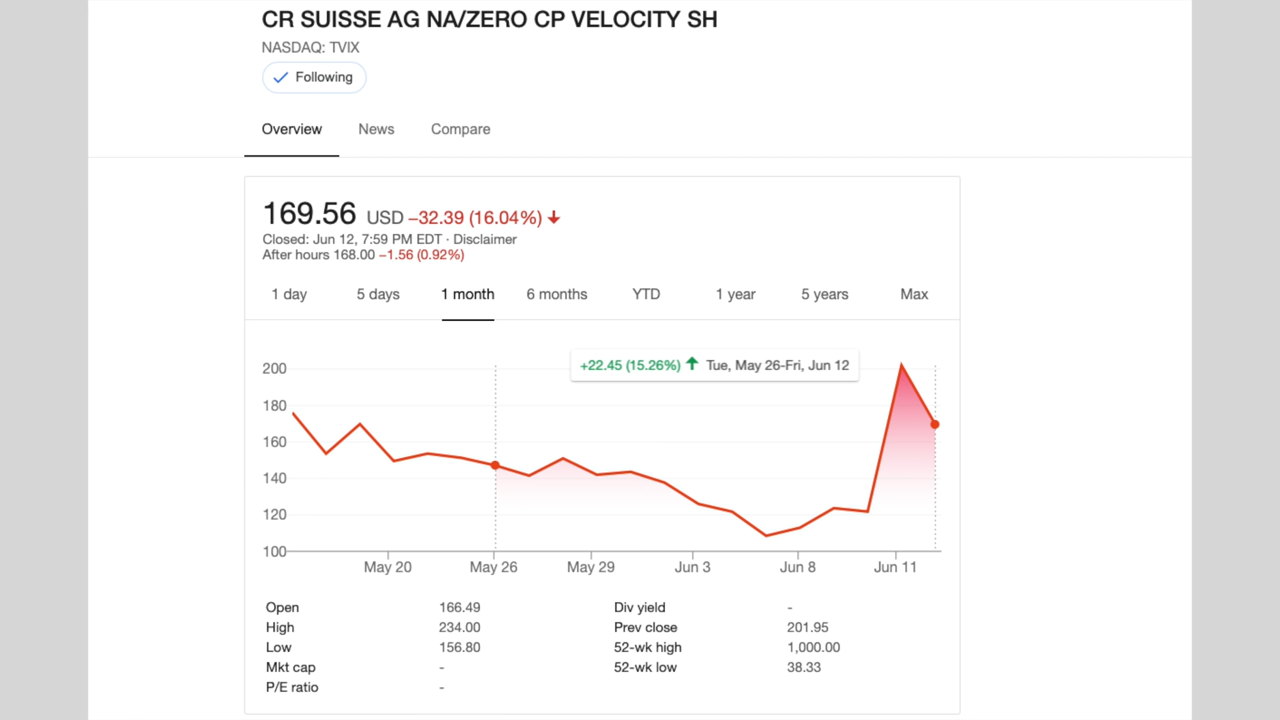 CR SUISSE AG NA/ZERO CP VELOCITY SH
NASDAQ: TVIX
Following
Overview News Compare
169.56 USD −32.39 (16.04%)
Closed: Jun 12, 7:59 PM EDT · Disclaimer
After hours 168.00 −1.56 (0.92%)
1 day 5 days 1 month 6 months YTD 1 year 5 years Max
+22.45 (15.26%) Tue, May 26-Fri, Jun 12
200
180
160
140
120
100
May 20 May 26 May 29 Jun 3 Jun 8 Jun 11
Open 166.49 Div yield -
High 234.00 Prev close 201.95
Low 156.80 52-wk high 1,000.00
Mkt cap - 52-wk low 38.33
P/E ratio -